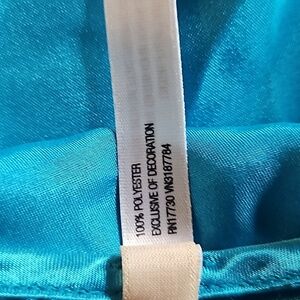 100% POLYESTER
EXCLUSIVE OF DECORATION
RN17730 VN3187784